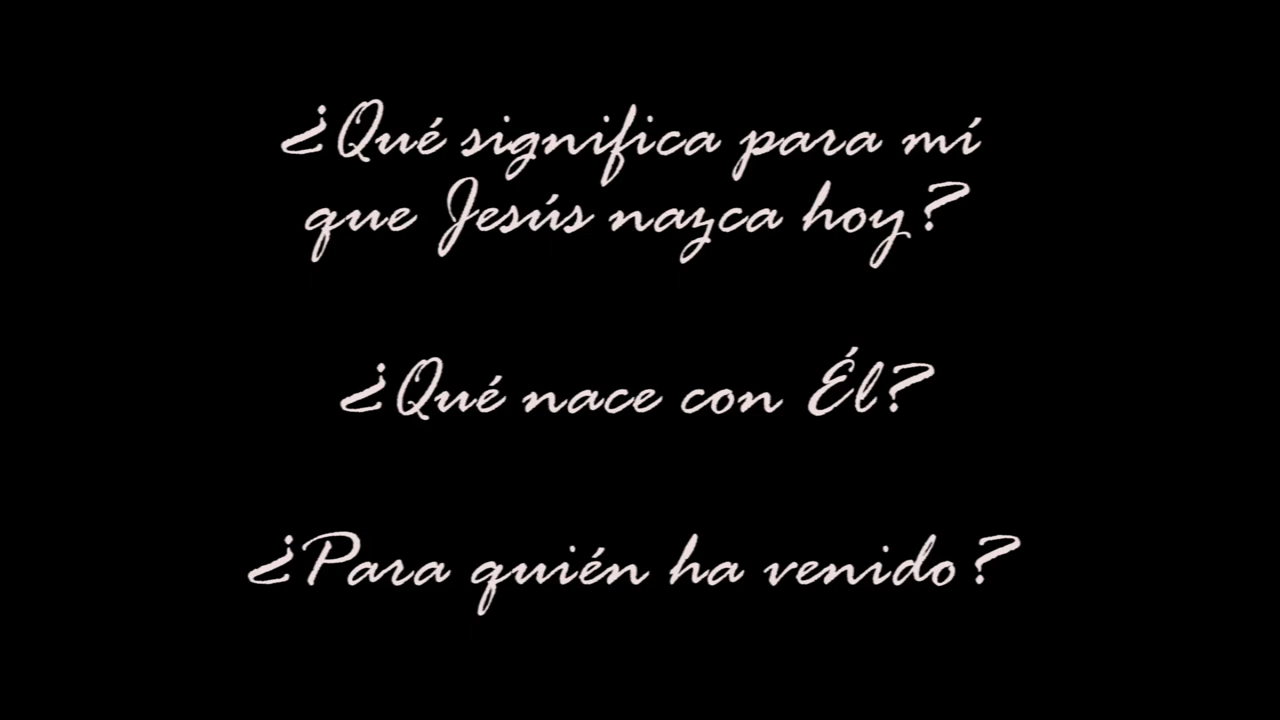 ¿Qué significa para mí
que Jesús nazca hoy?
¿Qué nace con Él?
¿Para quién ha venido?